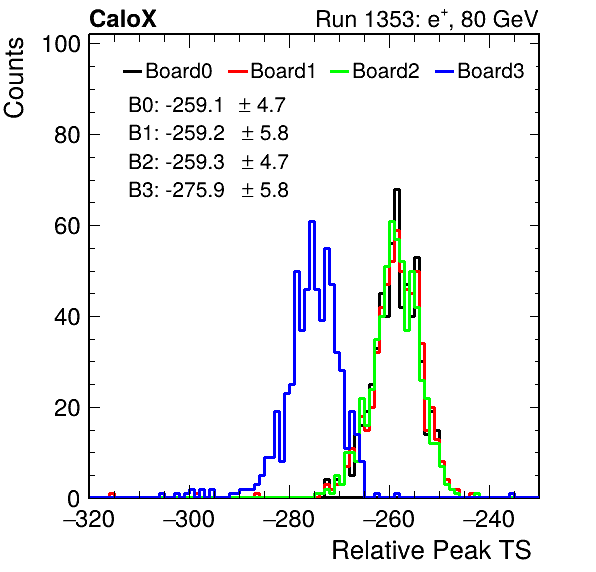 CaloX Run 1353: e+, 80 GeV
Counts
Board0 Board1 Board2 Board3
B0: -259.1 ± 4.7
B1: -259.2 ± 5.8
B2: -259.3 ± 4.7
B3: -275.9 ± 5.8
100
80
60
40
20
0
−320 −300 −280 −260 −240
Relative Peak TS